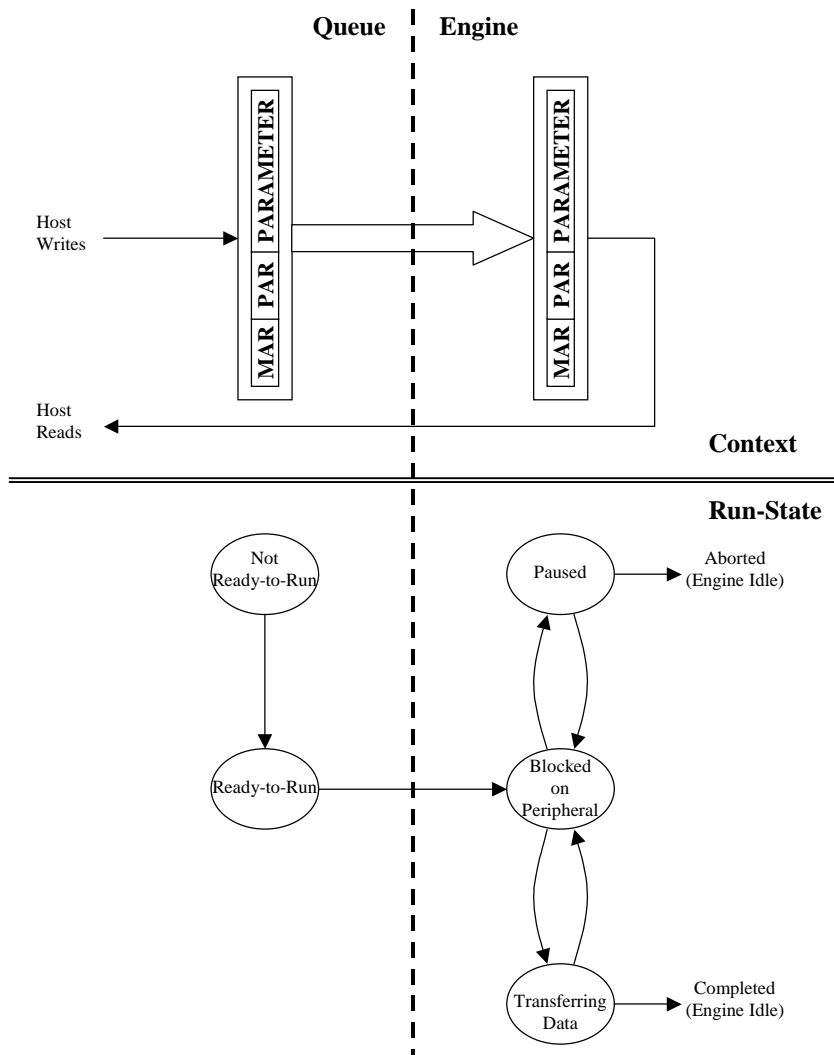 Queue
Engine
PARAMETER
PAR
MAR
PARAMETER
PAR
MAR
Host
Writes
Host
Reads
Context
Run-State
Not
Ready-to-Run
Paused
Aborted
(Engine Idle)
Ready-to-Run
Blocked
on
Peripheral
Transferring
Data
Completed
(Engine Idle)